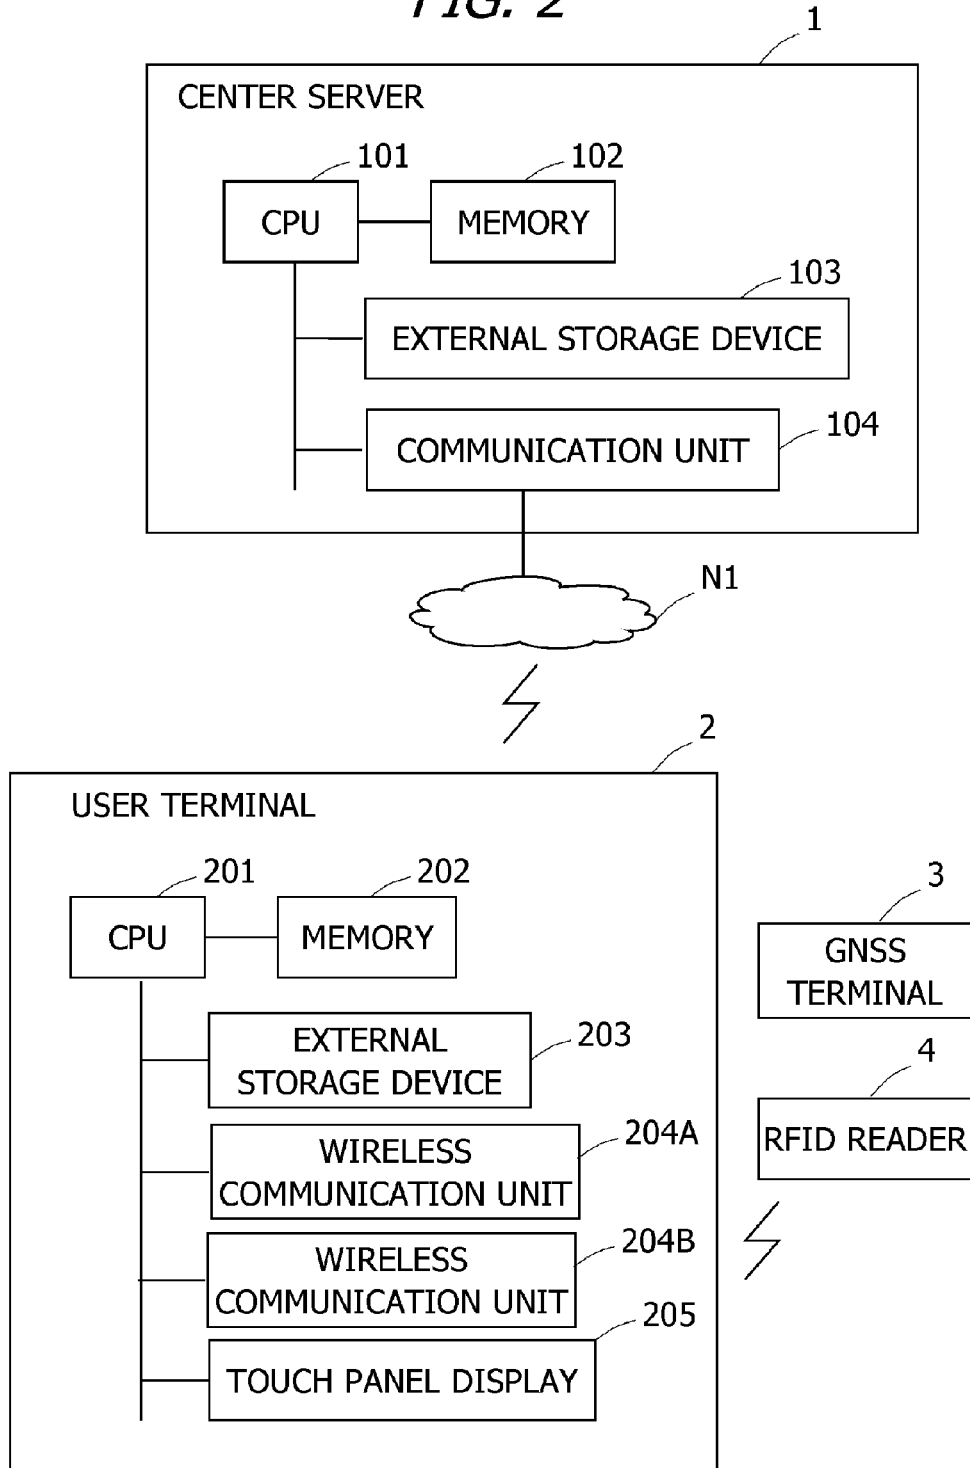 FIG. 2
1
CENTER SERVER
101
102
CPU
MEMORY
103
EXTERNAL STORAGE DEVICE
104
COMMUNICATION UNIT
N1
2
USER TERMINAL
201
202
CPU
MEMORY
3
GNSS
TERMINAL
203
EXTERNAL
STORAGE DEVICE
4
RFID READER
204A
WIRELESS
COMMUNICATION UNIT
204B
WIRELESS
COMMUNICATION UNIT
205
TOUCH PANEL DISPLAY